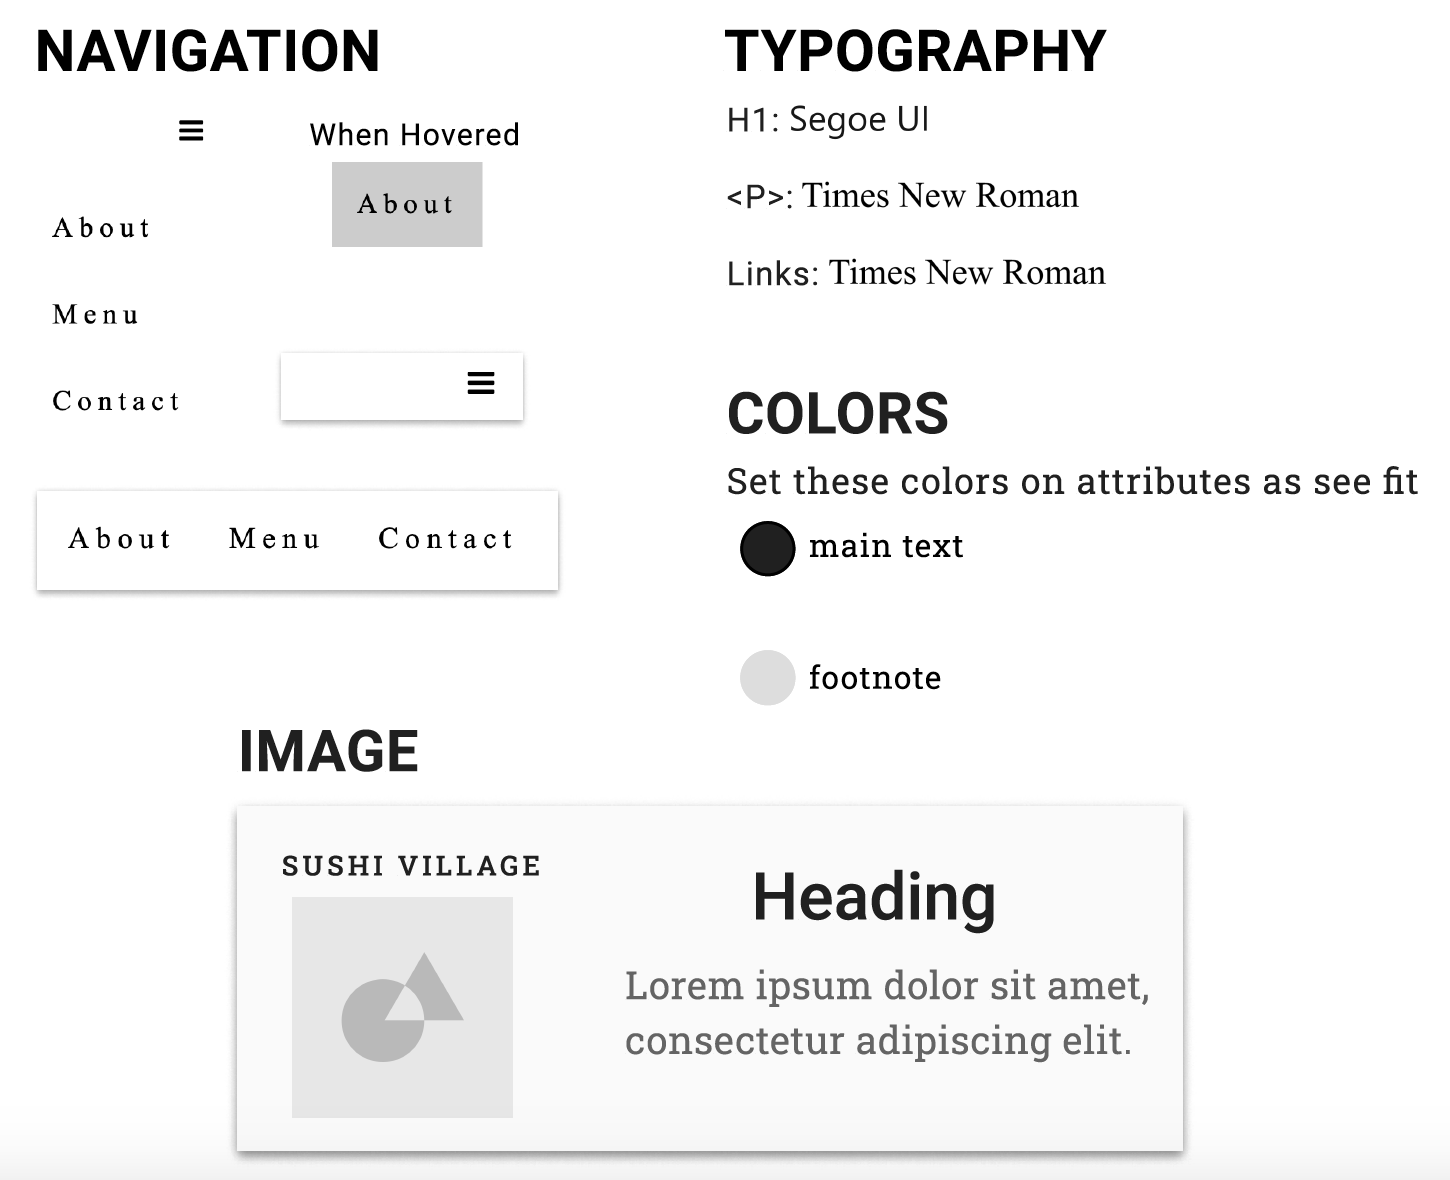 NAVIGATION
When Hovered
About
About
Menu
Contact
About Menu Contact
TYPOGRAPHY
H1: Segoe UI
<P>: Times New Roman
Links: Times New Roman
COLORS
Set these colors on attributes as see fit
main text
footnote
IMAGE
SUSHI VILLAGE
Heading
Lorem ipsum dolor sit amet,
consectetur adipiscing elit.